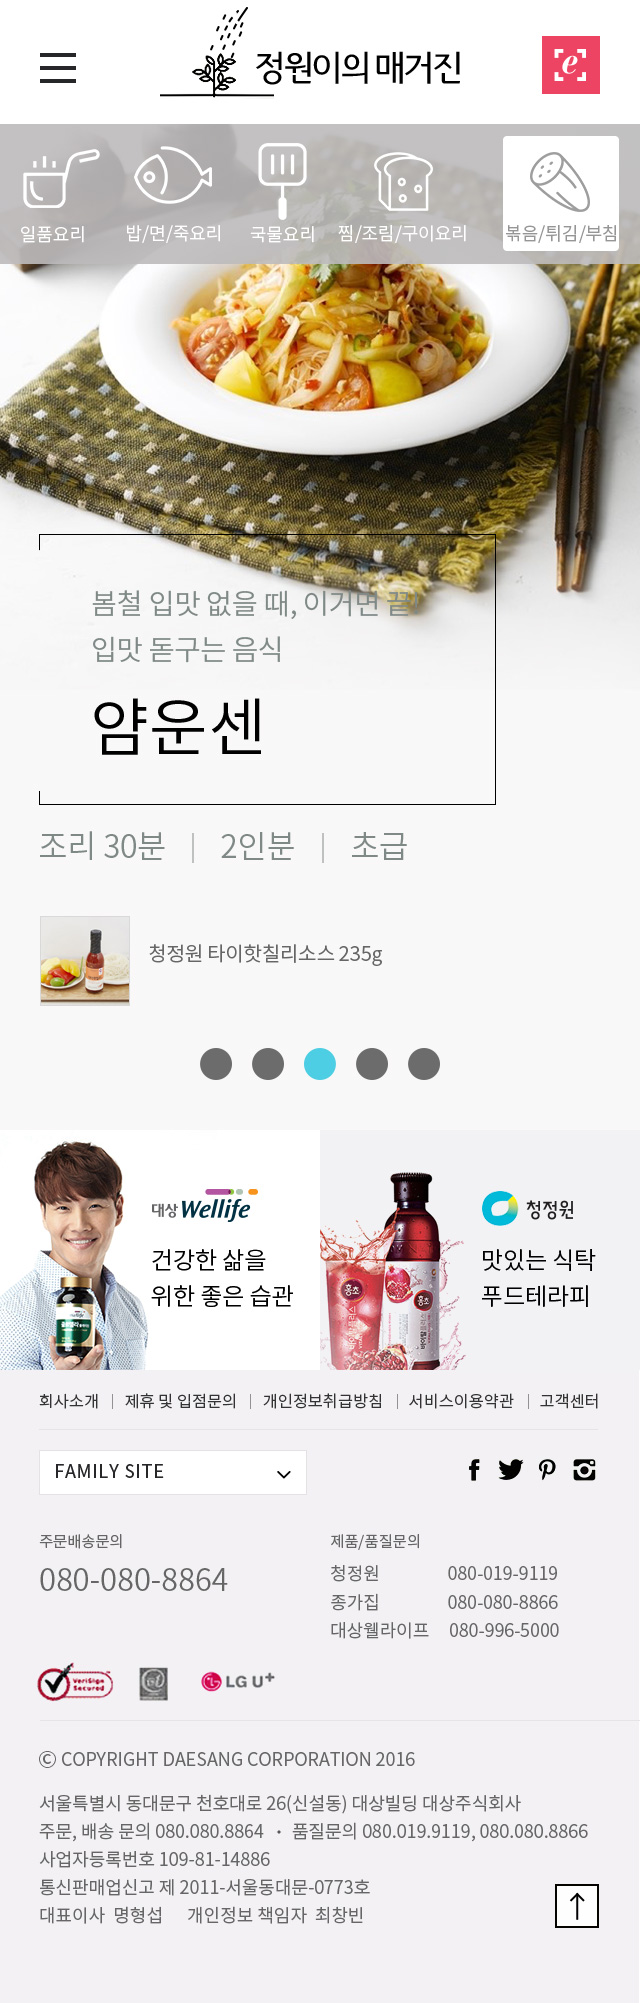 정원이의 매거진
e
일품요리
밥/면/죽요리
국물요리
찜/조림/구이요리
볶음/튀김/부침
봄철 입맛 없을 때, 이거면 끝!
입맛 돋구는 음식
얌운센
조리 30분 | 2인분 | 초급
청정원 타이핫칠리소스 235g
대상 Wellife
건강한 삶을
위한 좋은 습관
홍초
홍초
청정원
맛있는 식탁
푸드테라피
회사소개 | 제휴 및 입점문의 | 개인정보취급방침 | 서비스이용약관 | 고객센터
FAMILY SITE
주문배송문의
080-080-8864
제품/품질문의
청정원 080-019-9119
종가집 080-080-8866
대상웰라이프 080-996-5000
VeriSign
Secured
LG U+
ⓒ COPYRIGHT DAESANG CORPORATION 2016
서울특별시 동대문구 천호대로 26(신설동) 대상빌딩 대상주식회사
주문, 배송 문의 080.080.8864 · 품질문의 080.019.9119, 080.080.8866
사업자등록번호 109-81-14886
통신판매업신고 제 2011-서울동대문-0773호
대표이사 명형섭 개인정보 책임자 최창빈